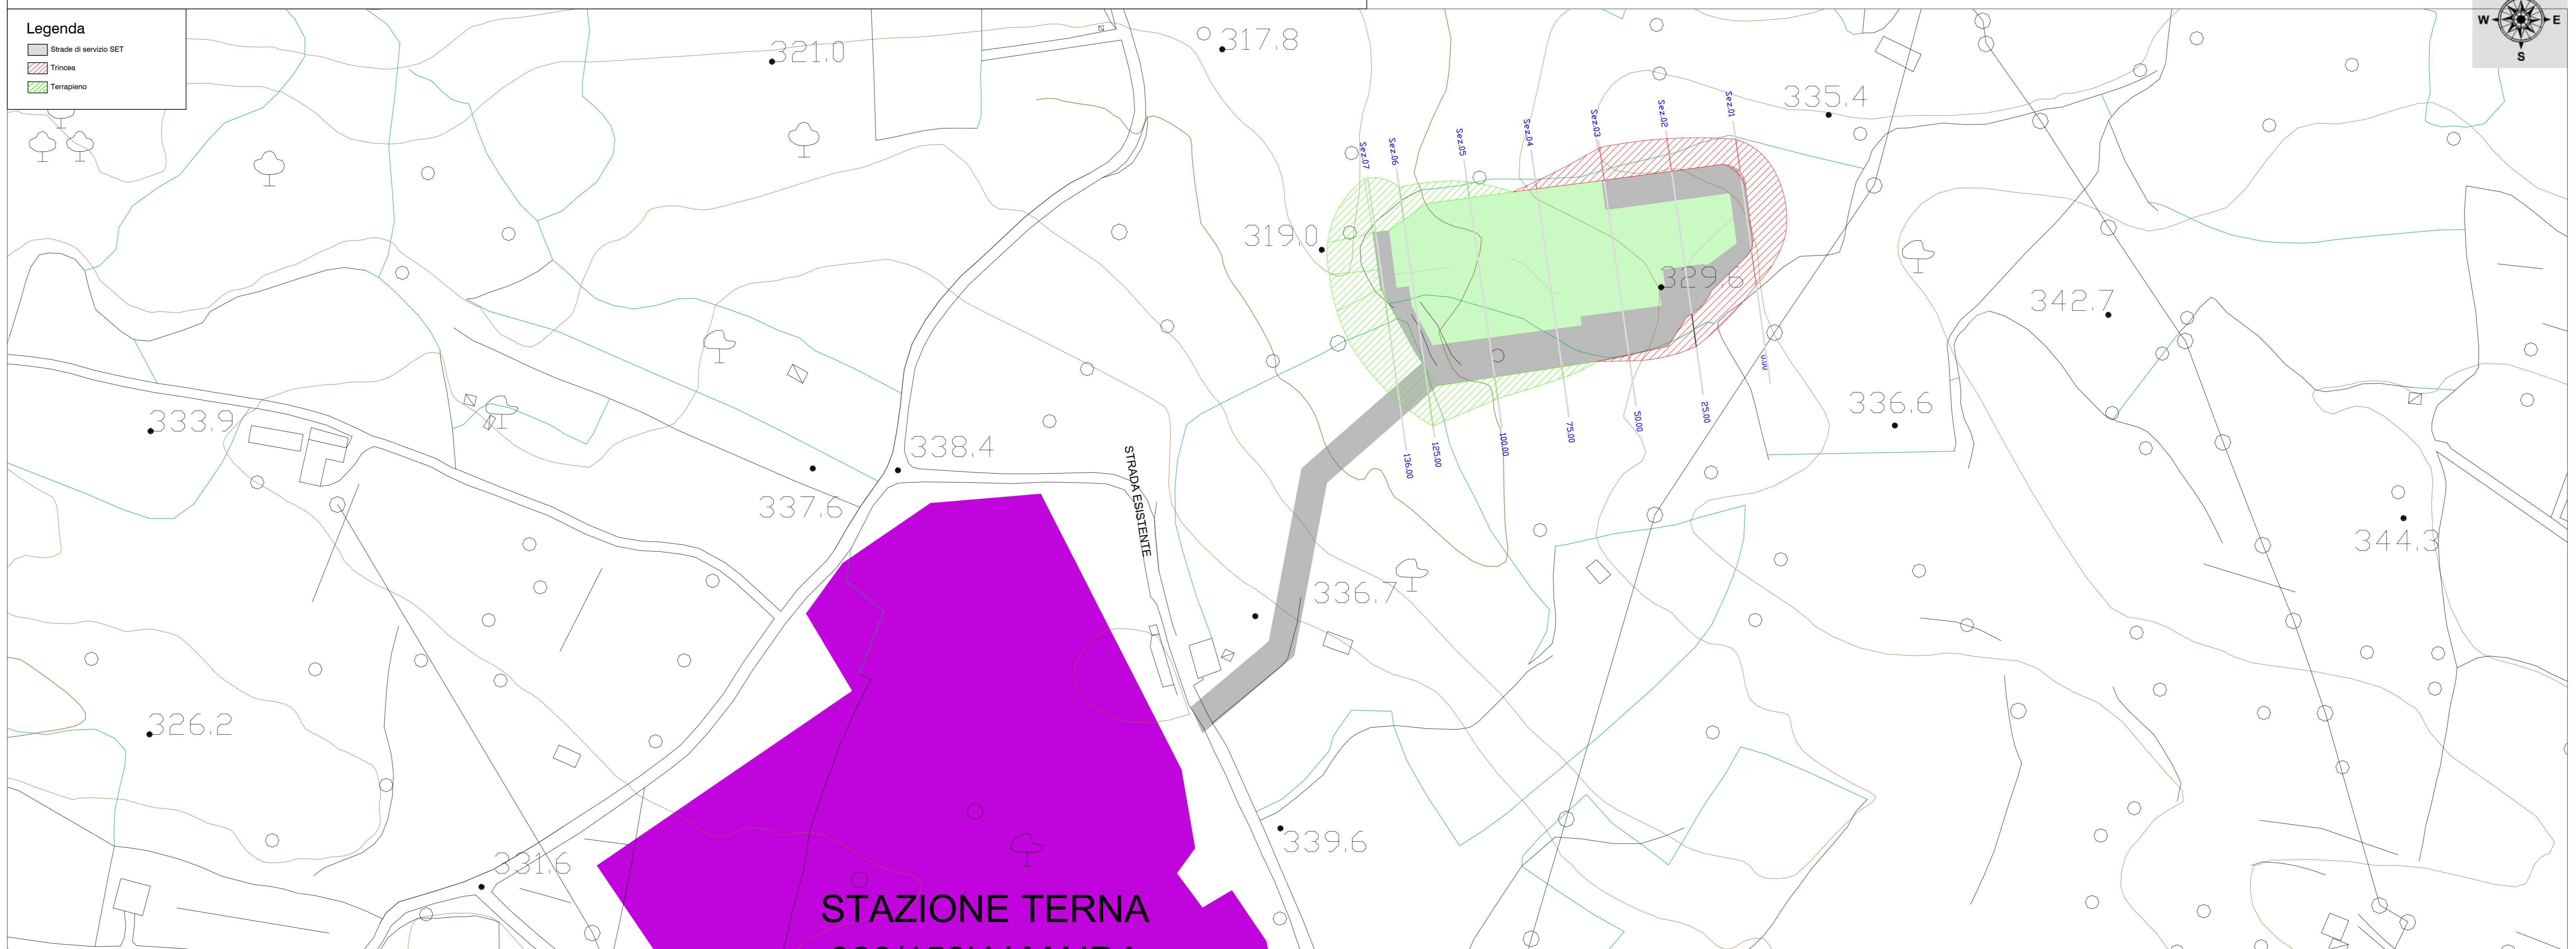 Legenda
Strade di servizio SET
Trincea
Terrapieno
W
E
S
321.0
317.8
335.4
Sez.07
Sez.06
Sez.05
Sez.04
Sez.03
Sez.02
Sez.01
319.0
329.6
342.7
0.00
25.00
50.00
75.00
100.00
125.00
136.00
333.9
338.4
336.6
337.6
STRADA ESISTENTE
344.3
336.7
326.2
339.6
331.6
STAZIONE TERNA